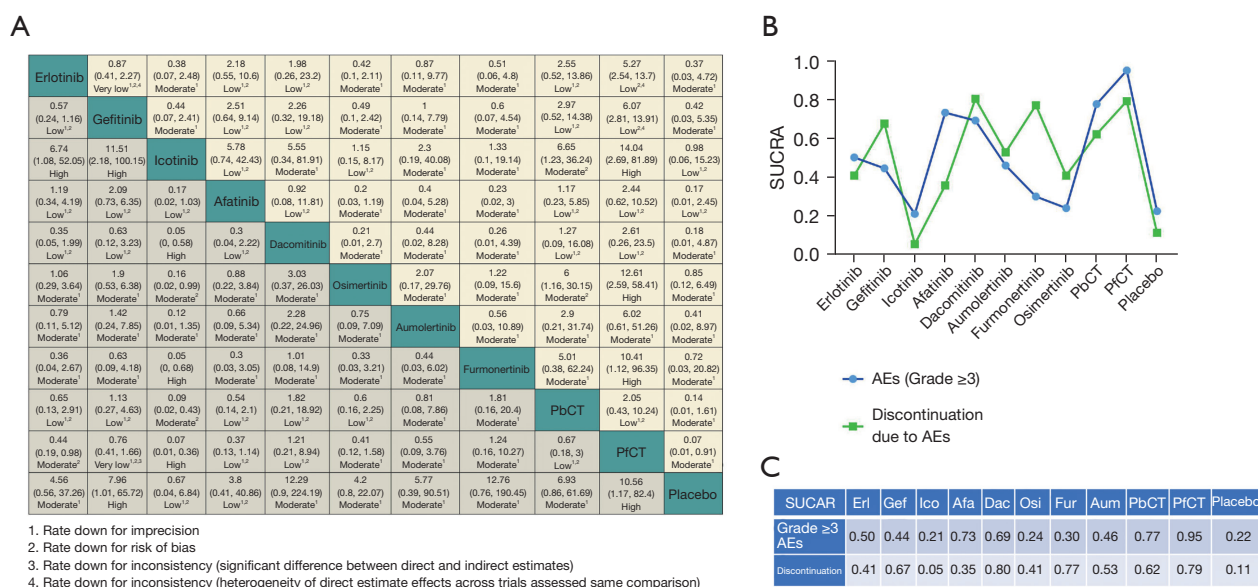 A
0.87 0.38 2.18 1.98 0.42 0.87 0.51 2.55 5.27 0.37
Erlotinib (0.41, 2.27) (0.07, 2.48) (0.55, 10.6) (0.26, 23.2) (0.1, 2.11) (0.11, 9.77) (0.06, 4.8) (0.52, 13.86) (2.54, 13.7) (0.03, 4.72)
Very low1,2,4 Moderate1 Low1,2 Low1,2 Moderate1 Moderate1 Moderate1 Low1,2 Low2,4 Moderate1
0.57 0.44 2.51 2.26 0.49 1 0.6 2.97 6.07 0.42
(0.24, 1.16) Gefitinib (0.07, 2.41) (0.64, 9.14) (0.32, 19.18) (0.1, 2.42) (0.14, 7.79) (0.07, 4.54) (0.52, 14.38) (2.81, 13.91) (0.03, 5.35)
Low1,2 Moderate1 Low1,2 Low1,2 Moderate1 Moderate1 Moderate1 Low1,2 Low2,4 Moderate1
6.74 11.51 5.78 5.55 1.15 2.3 1.33 6.65 14.04 0.98
(1.08, 52.05) (2.18, 100.15) Icotinib (0.74, 42.43) (0.34, 81.91) (0.15, 8.17) (0.19, 40.08) (0.1, 19.14) (1.23, 36.24) (2.69, 81.89) (0.06, 15.23)
High High Low1,2 Moderate1 Low1,2 Moderate1 Moderate1 Moderate2 High Moderate1
1.19 2.09 0.17 0.92 0.2 0.4 0.23 1.17 2.44 0.17
(0.34, 4.19) (0.73, 6.35) (0.02, 1.03) Afatinib (0.08, 11.81) (0.03, 1.19) (0.04, 5.28) (0.02, 3) (0.23, 5.85) (0.62, 10.52) (0.01, 2.45)
Low1,2 Low1,2 Low1,2 Low1,2 Moderate1 Moderate1 Moderate1 Low1,2 Low1,2 Low1,2
0.35 0.63 0.05 0.3 0.21 0.44 0.26 1.27 2.61 0.18
(0.05, 1.99) (0.12, 3.23) (0, 0.58) (0.04, 2.22) Dacomitinib (0.01, 2.7) (0.02, 8.28) (0.01, 4.39) (0.09, 16.08) (0.26, 23.5) (0.01, 4.87)
Low1,2 Low1,2 High Low1,2 Moderate1 Moderate1 Moderate1 Low1,2 Low1,2 Moderate1
1.06 1.9 0.16 0.88 3.03 2.07 1.22 6 12.61 0.85
(0.29, 3.64) (0.53, 6.38) (0.02, 0.99) (0.22, 3.84) (0.37, 26.03) Osimertinib (0.17, 29.76) (0.09, 15.6) (1.16, 30.15) (2.59, 58.41) (0.12, 6.49)
Moderate1 Moderate1 Moderate2 Moderate1 Moderate1 Moderate1 Moderate1 Moderate2 High Moderate1
0.79 1.42 0.12 0.66 2.28 0.75 0.56 2.9 6.02 0.41
(0.11, 5.12) (0.24, 7.85) (0.01, 1.35) (0.09, 5.34) (0.22, 24.96) (0.09, 7.09) Aumolertinib (0.03, 10.89) (0.21, 31.74) (0.61, 51.26) (0.02, 8.97)
Moderate1 Moderate1 Moderate1 Moderate1 Moderate1 Moderate1 Moderate1 Moderate1 Moderate1 Moderate1
0.36 0.63 0.05 0.3 1.01 0.33 0.44 5.01 10.41 0.72
(0.04, 2.67) (0.09, 4.18) (0, 0.68) (0.03, 3.05) (0.08, 14.9) (0.03, 3.21) (0.03, 6.02) Furmonertinib (0.38, 62.24) (1.12, 96.35) (0.03, 20.82)
Moderate1 Moderate1 High Moderate1 Moderate1 Moderate1 Moderate1 Moderate1 High Moderate1
0.65 1.13 0.09 0.54 1.82 0.6 0.81 1.81 2.05 0.14
(0.13, 2.91) (0.27, 4.63) (0.02, 0.43) (0.14, 2.1) (0.21, 18.92) (0.16, 2.25) (0.08, 7.86) (0.16, 20.4) PbCT (0.43, 10.24) (0.01, 1.61)
Low1,2 Low1,2 Moderate2 Low1,2 Low1,2 Low1,2 Moderate1 Moderate1 Low1,2 Moderate1
0.44 0.76 0.07 0.37 1.21 0.41 0.55 1.24 0.67 0.07
(0.19, 0.98) (0.41, 1.66) (0.01, 0.36) (0.13, 1.14) (0.21, 8.94) (0.12, 1.58) (0.09, 3.76) (0.16, 10.27) (0.18, 3) PfCT (0.01, 0.91)
Moderate2 Very low1,2,3 High Low1,2 Low1,2 Moderate1 Moderate1 Moderate1 Low1,2 Moderate1
4.56 7.96 0.67 3.8 12.29 4.2 5.77 12.76 6.93 10.56
(0.56, 37.26) (1.01, 65.72) (0.04, 6.84) (0.41, 40.86) (0.9, 224.19) (0.8, 22.07) (0.39, 90.51) (0.76, 190.45) (0.86, 61.69) (1.17, 82.4) Placebo
Moderate1 High Low1,2 Low1,2 Moderate1 Moderate1 Moderate1 Moderate1 Moderate1 High
1. Rate down for imprecision
2. Rate down for risk of bias
3. Rate down for inconsistency (significant difference between direct and indirect estimates)
4. Rate down for inconsistency (heterogeneity of direct estimate effects across trials assessed same comparison)
B
SUCRA
1.0
0.8
0.6
0.4
0.2
0.0
Erlotinib
Gefitinib
Icotinib
Afatinib
Dacomitinib
Aumolertinib
Furmonertinib
Osimertinib
PbCT
PfCT
Placebo
AEs (Grade ≥3)
Discontinuation
due to AEs
C
SUCAR Erl Gef Ico Afa Dac Osi Fur Aum PbCT PfCT Placebo
Grade ≥3
AEs 0.50 0.44 0.21 0.73 0.69 0.24 0.30 0.46 0.77 0.95 0.22
Discontinuation 0.41 0.67 0.05 0.35 0.80 0.41 0.77 0.53 0.62 0.79 0.11